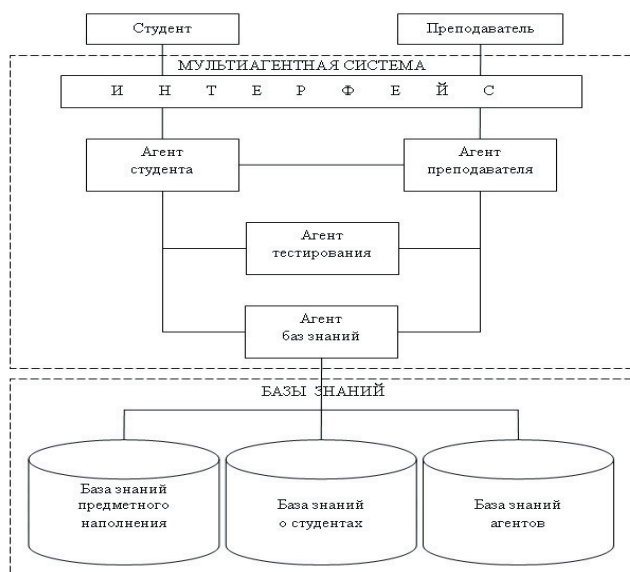 Студент
Преподаватель
МУЛЬТИАГЕНТНАЯ СИСТЕМА
И Н Т Е Р Ф Е Й С
Агент
студента
Агент
преподавателя
Агент
тестирования
Агент
баз знаний
БАЗЫ ЗНАНИЙ
База знаний
предметного
наполнения
База знаний
о студентах
База знаний
агентов